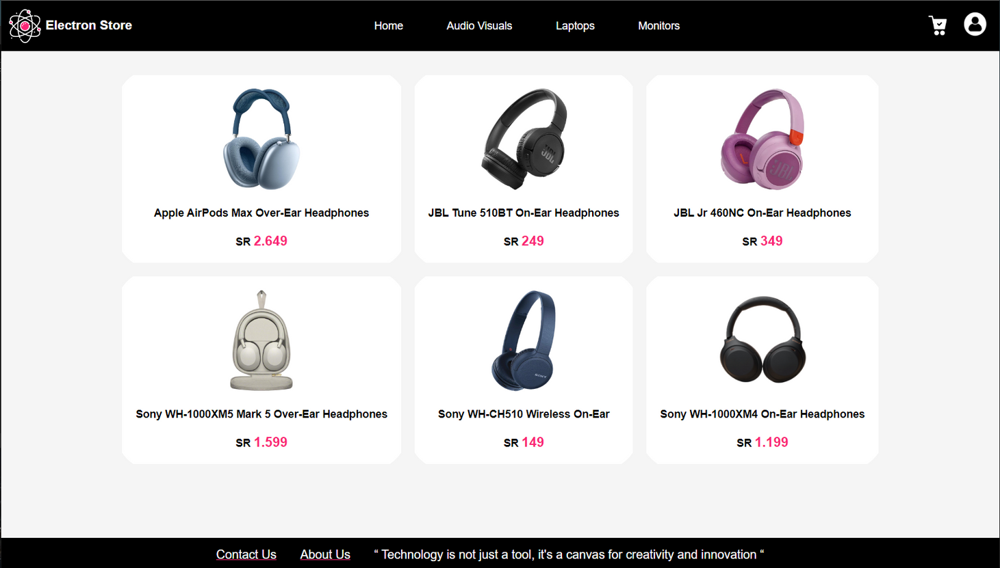 Electron Store
Home Audio Visuals Laptops Monitors
JBL
JBL
Apple AirPods Max Over-Ear Headphones
JBL Tune 510BT On-Ear Headphones
JBL Jr 460NC On-Ear Headphones
SR 2.649
SR 249
SR 349
SONY
Sony WH-1000XM5 Mark 5 Over-Ear Headphones
Sony WH-CH510 Wireless On-Ear
Sony WH-1000XM4 On-Ear Headphones
SR 1.599
SR 149
SR 1.199
Contact Us About Us “ Technology is not just a tool, it's a canvas for creativity and innovation “